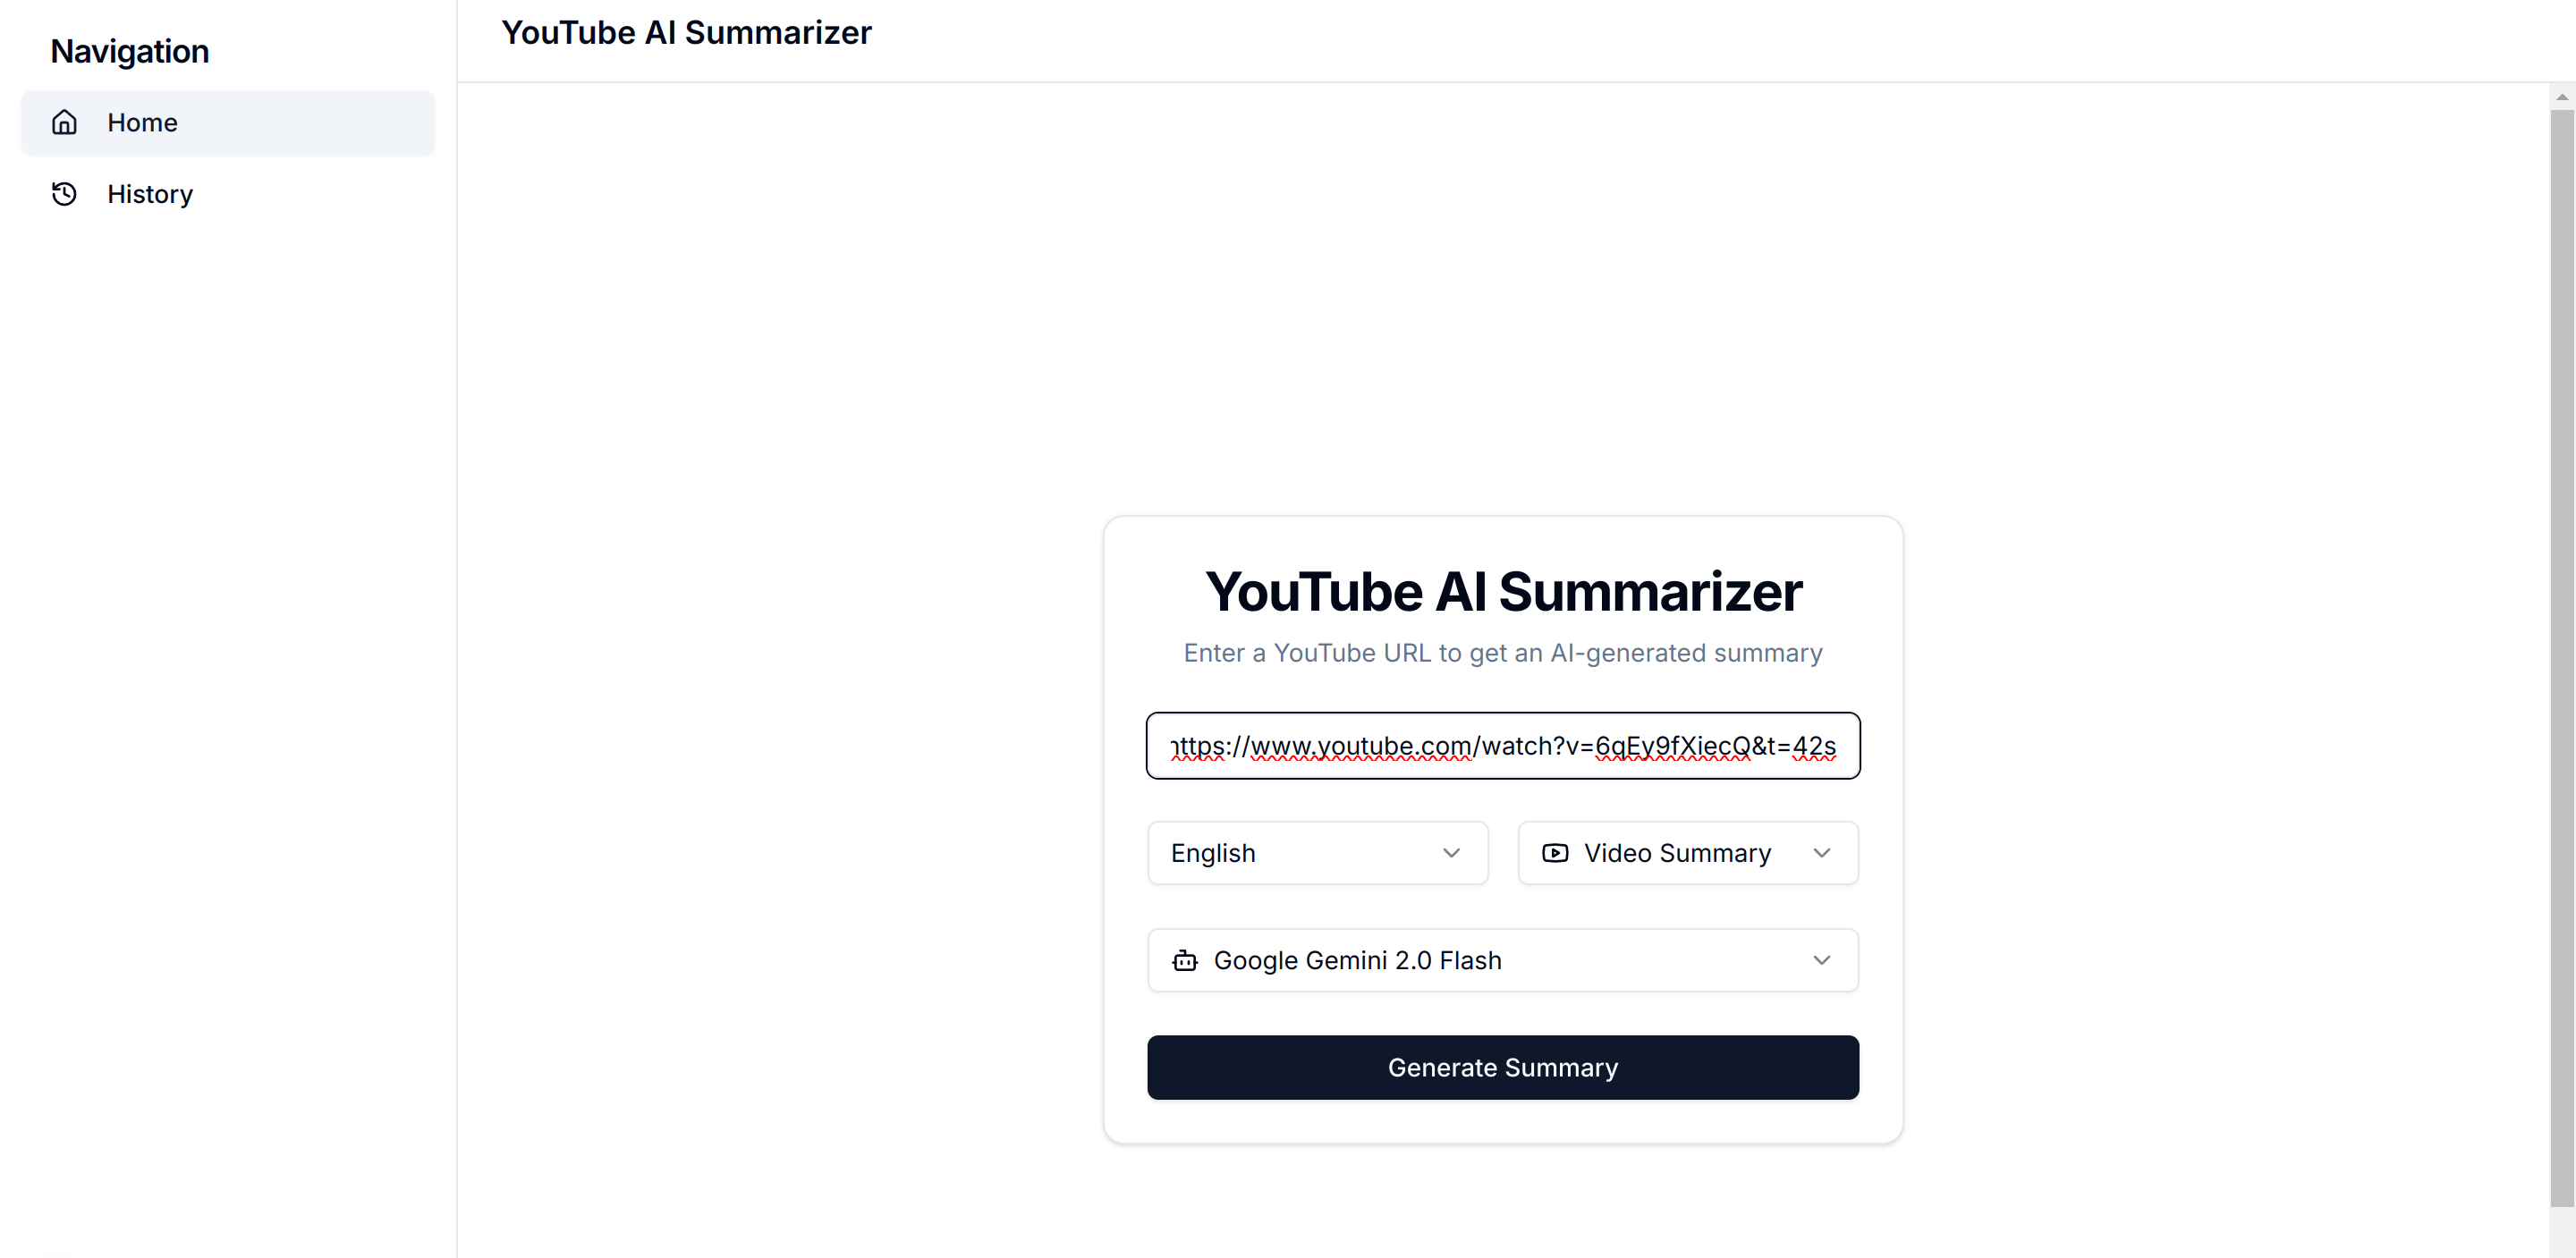 Navigation
Home
History
YouTube AI Summarizer
YouTube AI Summarizer
Enter a YouTube URL to get an AI-generated summary
https://www.youtube.com/watch?v=6qEy9fXiecQ&t=42s
English
Video Summary
Google Gemini 2.0 Flash
Generate Summary